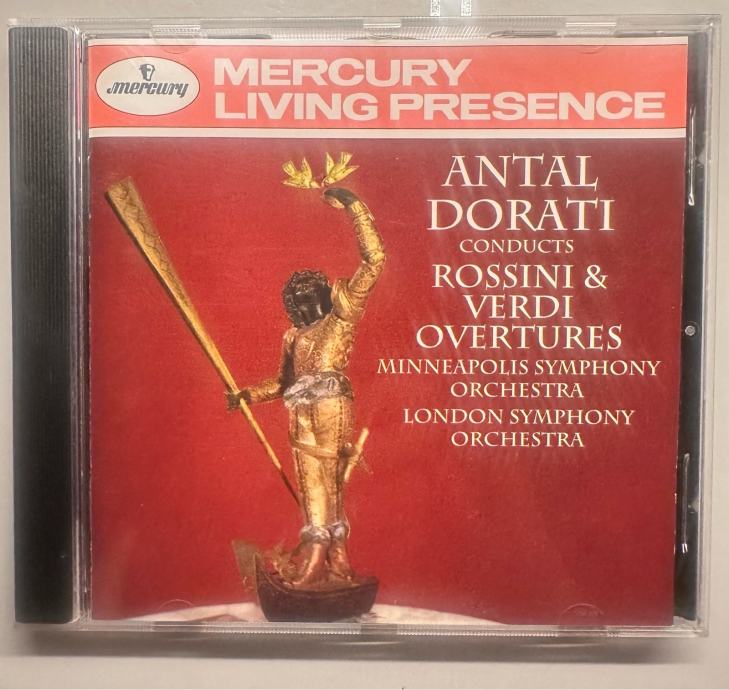 mercury
MERCURY
LIVING PRESENCE
ANTAL
DORATI
CONDUCTS
ROSSINI &
VERDI
OVERTURES
MINNEAPOLIS SYMPHONY
ORCHESTRA
LONDON SYMPHONY
ORCHESTRA